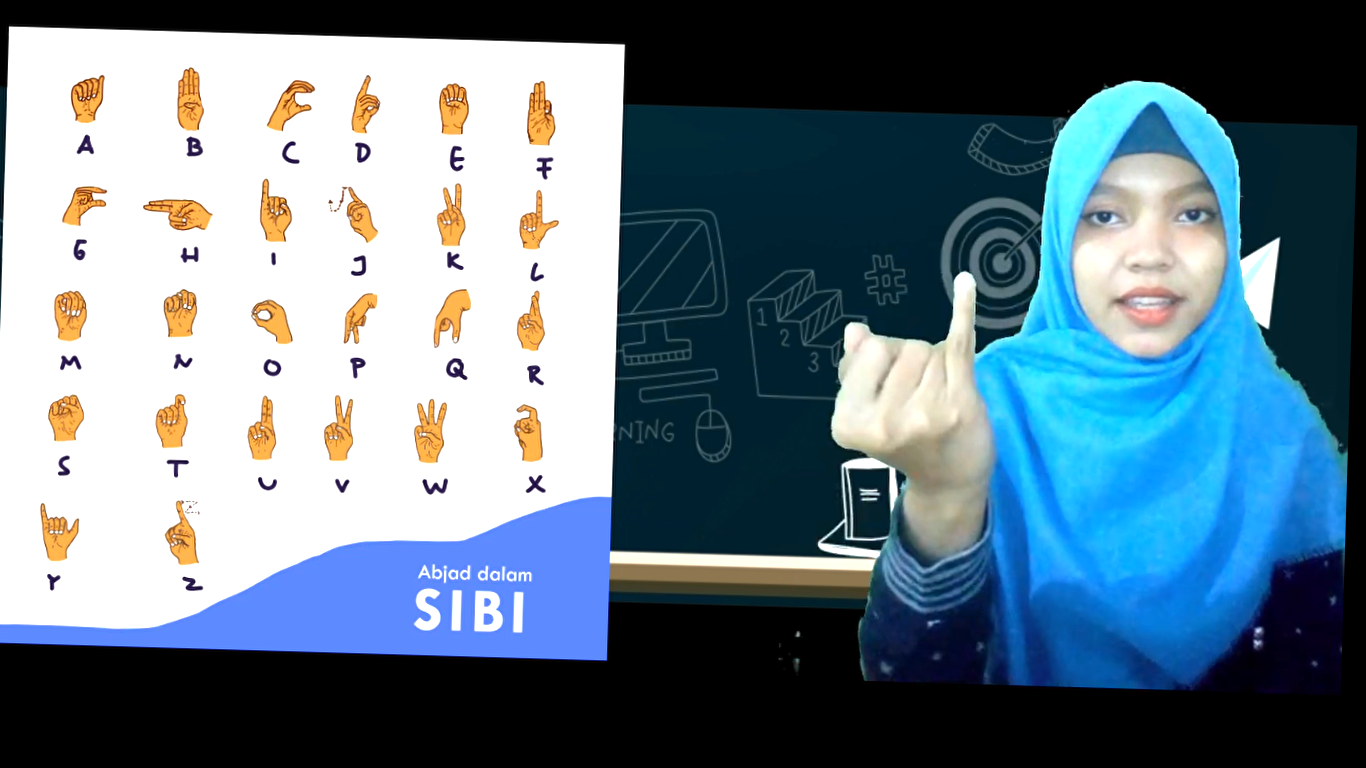 A B C D E F
G H I J K L
M N O P Q R
S T U V W X
Y Z
Abjad dalam
SIBI
1 2 3
#
NING